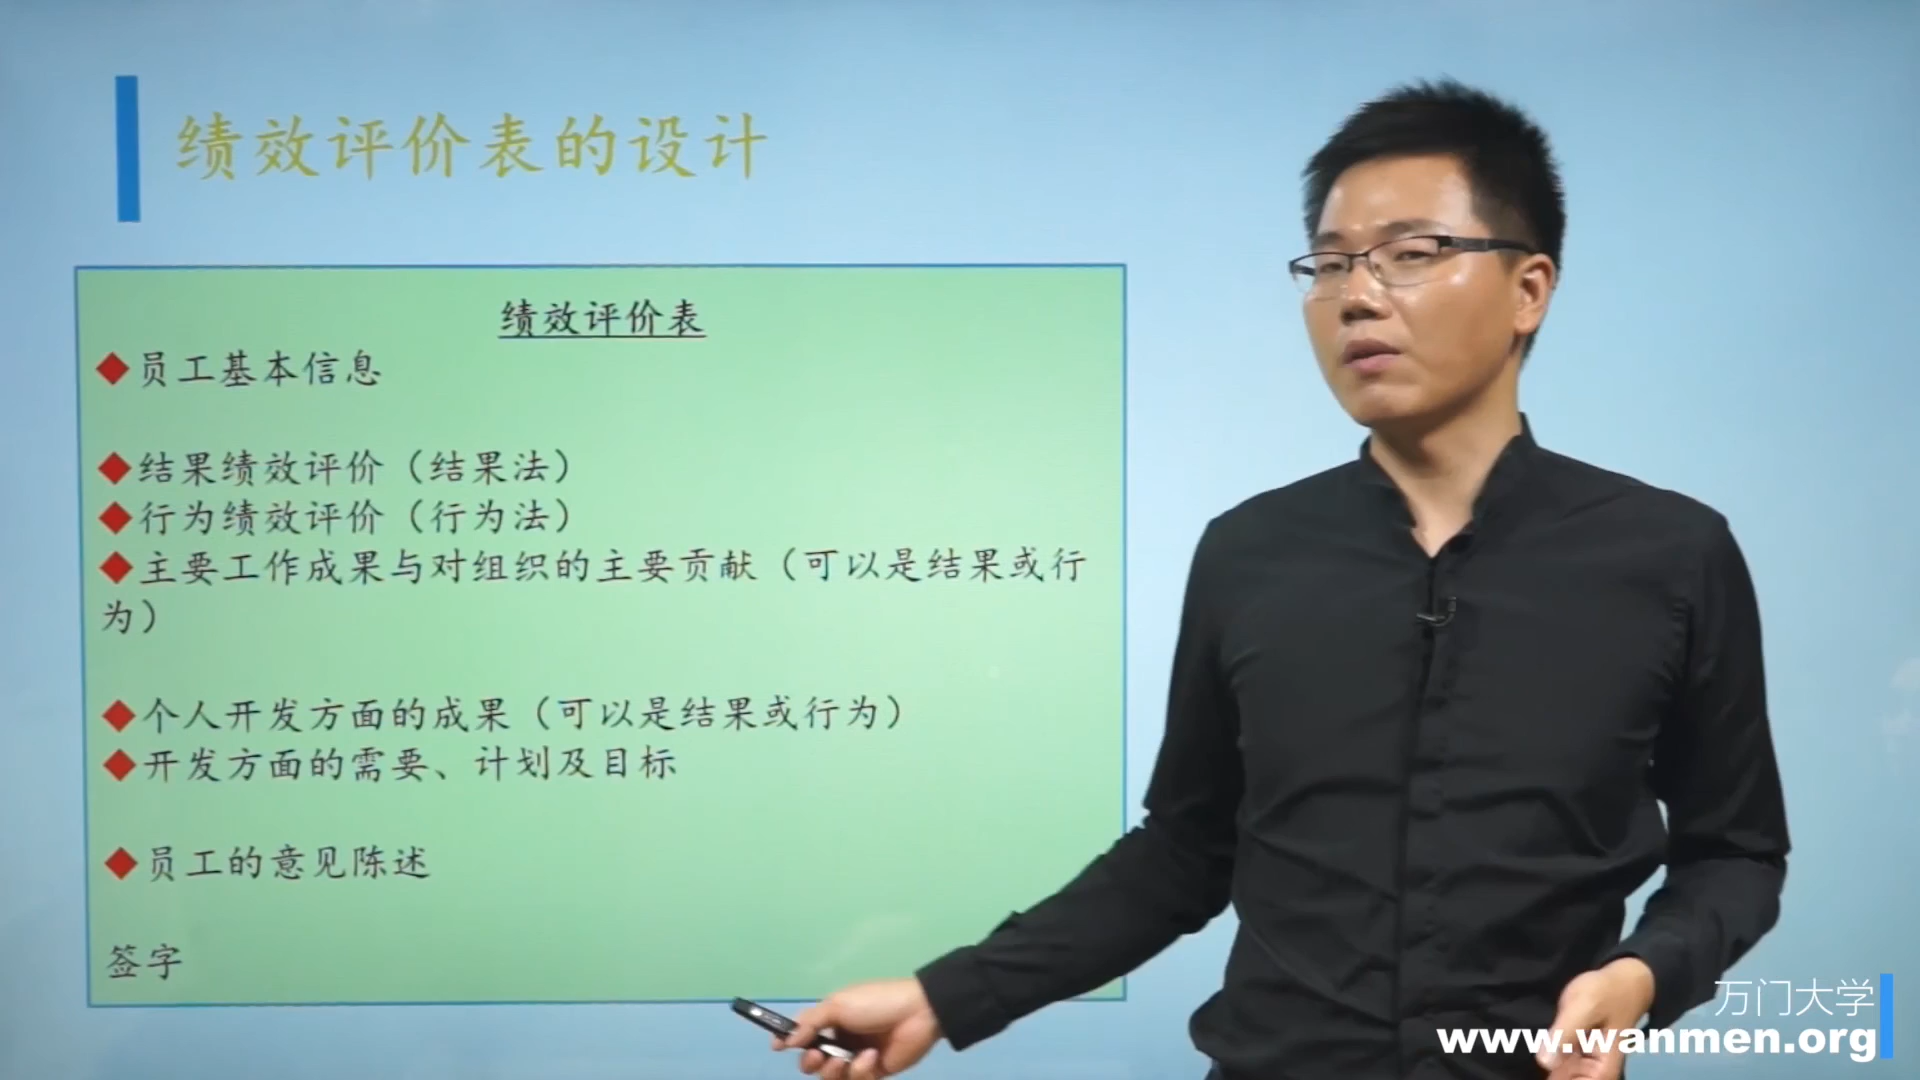 绩效评价表的设计
绩效评价表
◆员工基本信息
◆结果绩效评价（结果法）
◆行为绩效评价（行为法）
◆主要工作成果与对组织的主要贡献（可以是结果或行
为）
◆个人开发方面的成果（可以是结果或行为）
◆开发方面的需要、计划及目标
◆员工的意见陈述
签字
万门大学
www.wanmen.org